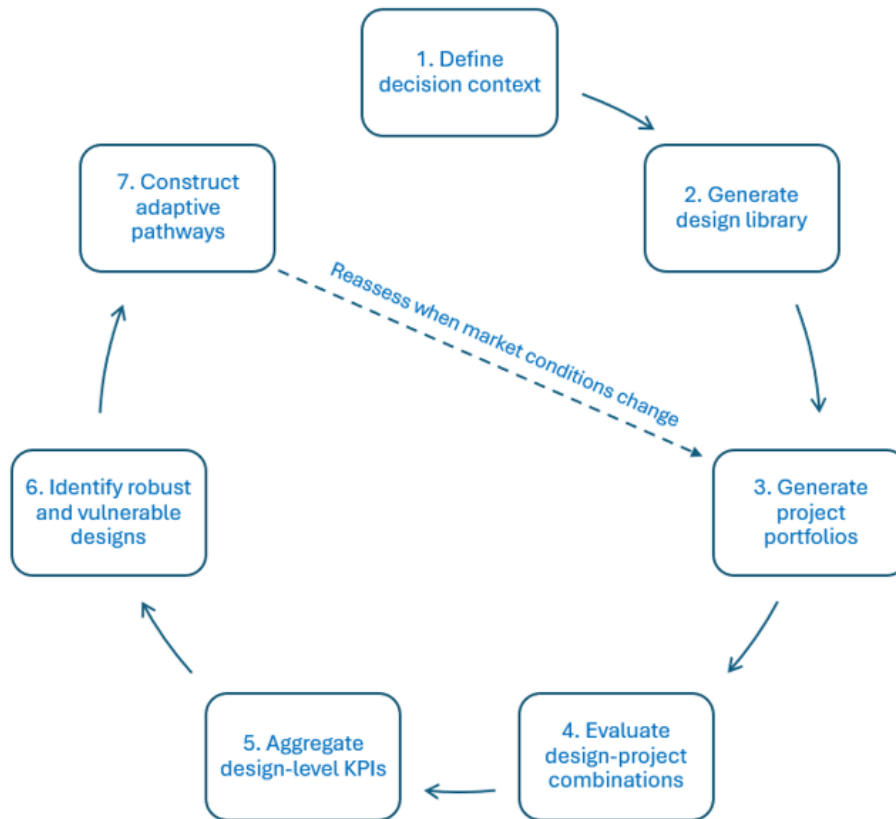 1. Define
decision context
2. Generate
design library
3. Generate
project
portfolios
4. Evaluate
design-project
combinations
5. Aggregate
design-level KPIs
6. Identify robust
and vulnerable
designs
7. Construct
adaptive
pathways
Reassess when market conditions change